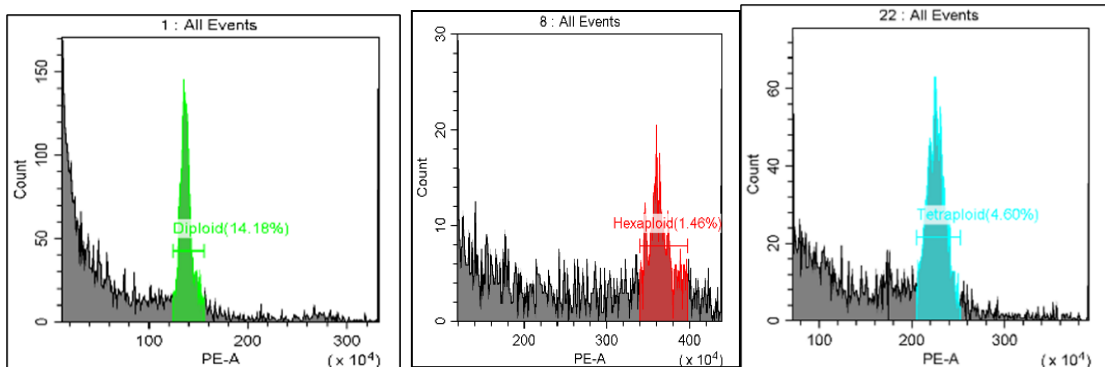 1 : All Events
150
100
50
0
Count
Diploid(14.18%)
100
200
300
PE-A
(x 10⁴)
8 : All Events
30
20
10
0
Count
Hexaploid(1.46%)
200
300
400
PE-A
(x 10⁴)
22 : All Events
60
40
20
0
Count
Tetraploid(4.60%)
100
200
300
PE-A
(x 10⁴)